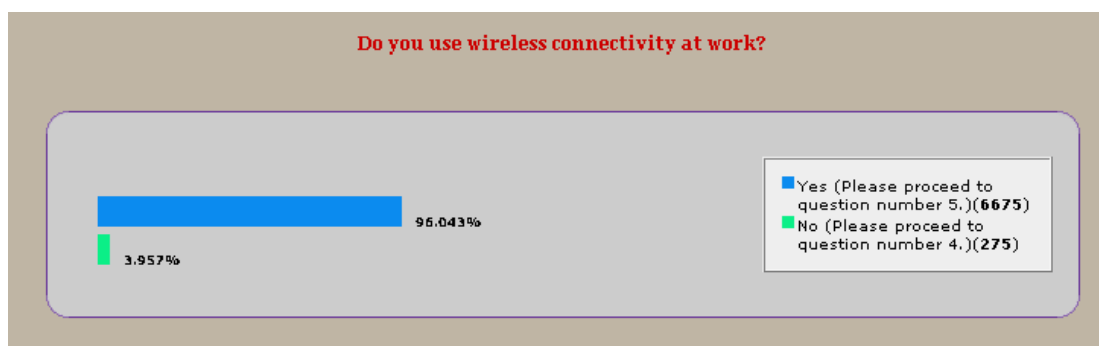 Do you use wireless connectivity at work?
96.043%
3.957%
Yes (Please proceed to
question number 5.)(6675)
No (Please proceed to
question number 4.)(275)